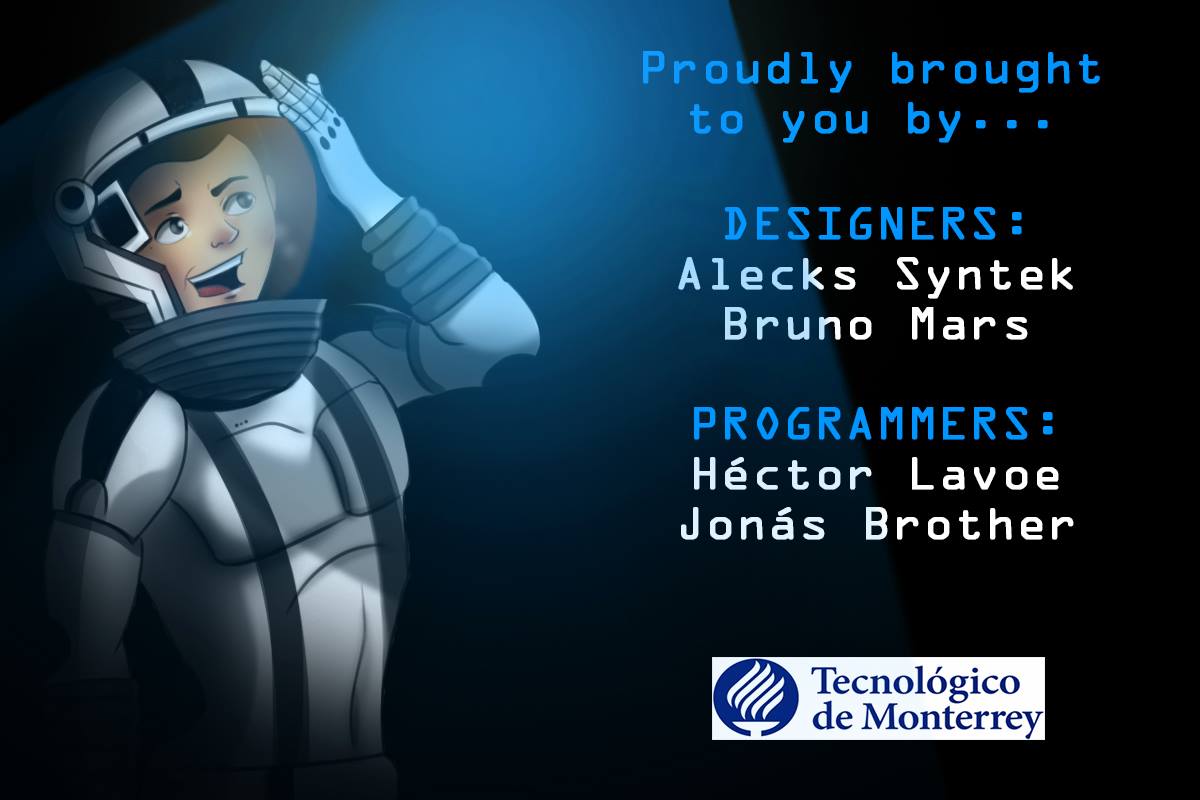 Proudly brought
to you by...
DESIGNERS:
Alecks Syntek
Bruno Mars
PROGRAMMERS:
Héctor Lavoe
Jonás Brother
Tecnológico
de Monterrey